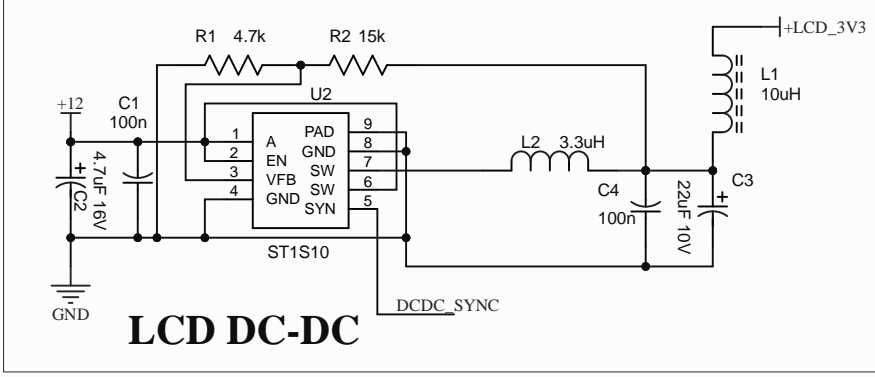 R1 4.7k
R2 15k
+LCD_3V3
L1
10uH
U2
+12
C1
100n
1
2
3
4
A
EN
VFB
GND
PAD
GND
SW
SW
SYN
9
8
7
6
5
L2 3.3uH
4.7uF 16V
C2
C4
100n
22uF 10V
C3
+
+
ST1S10
DCDC_SYNC
GND
LCD DC-DC